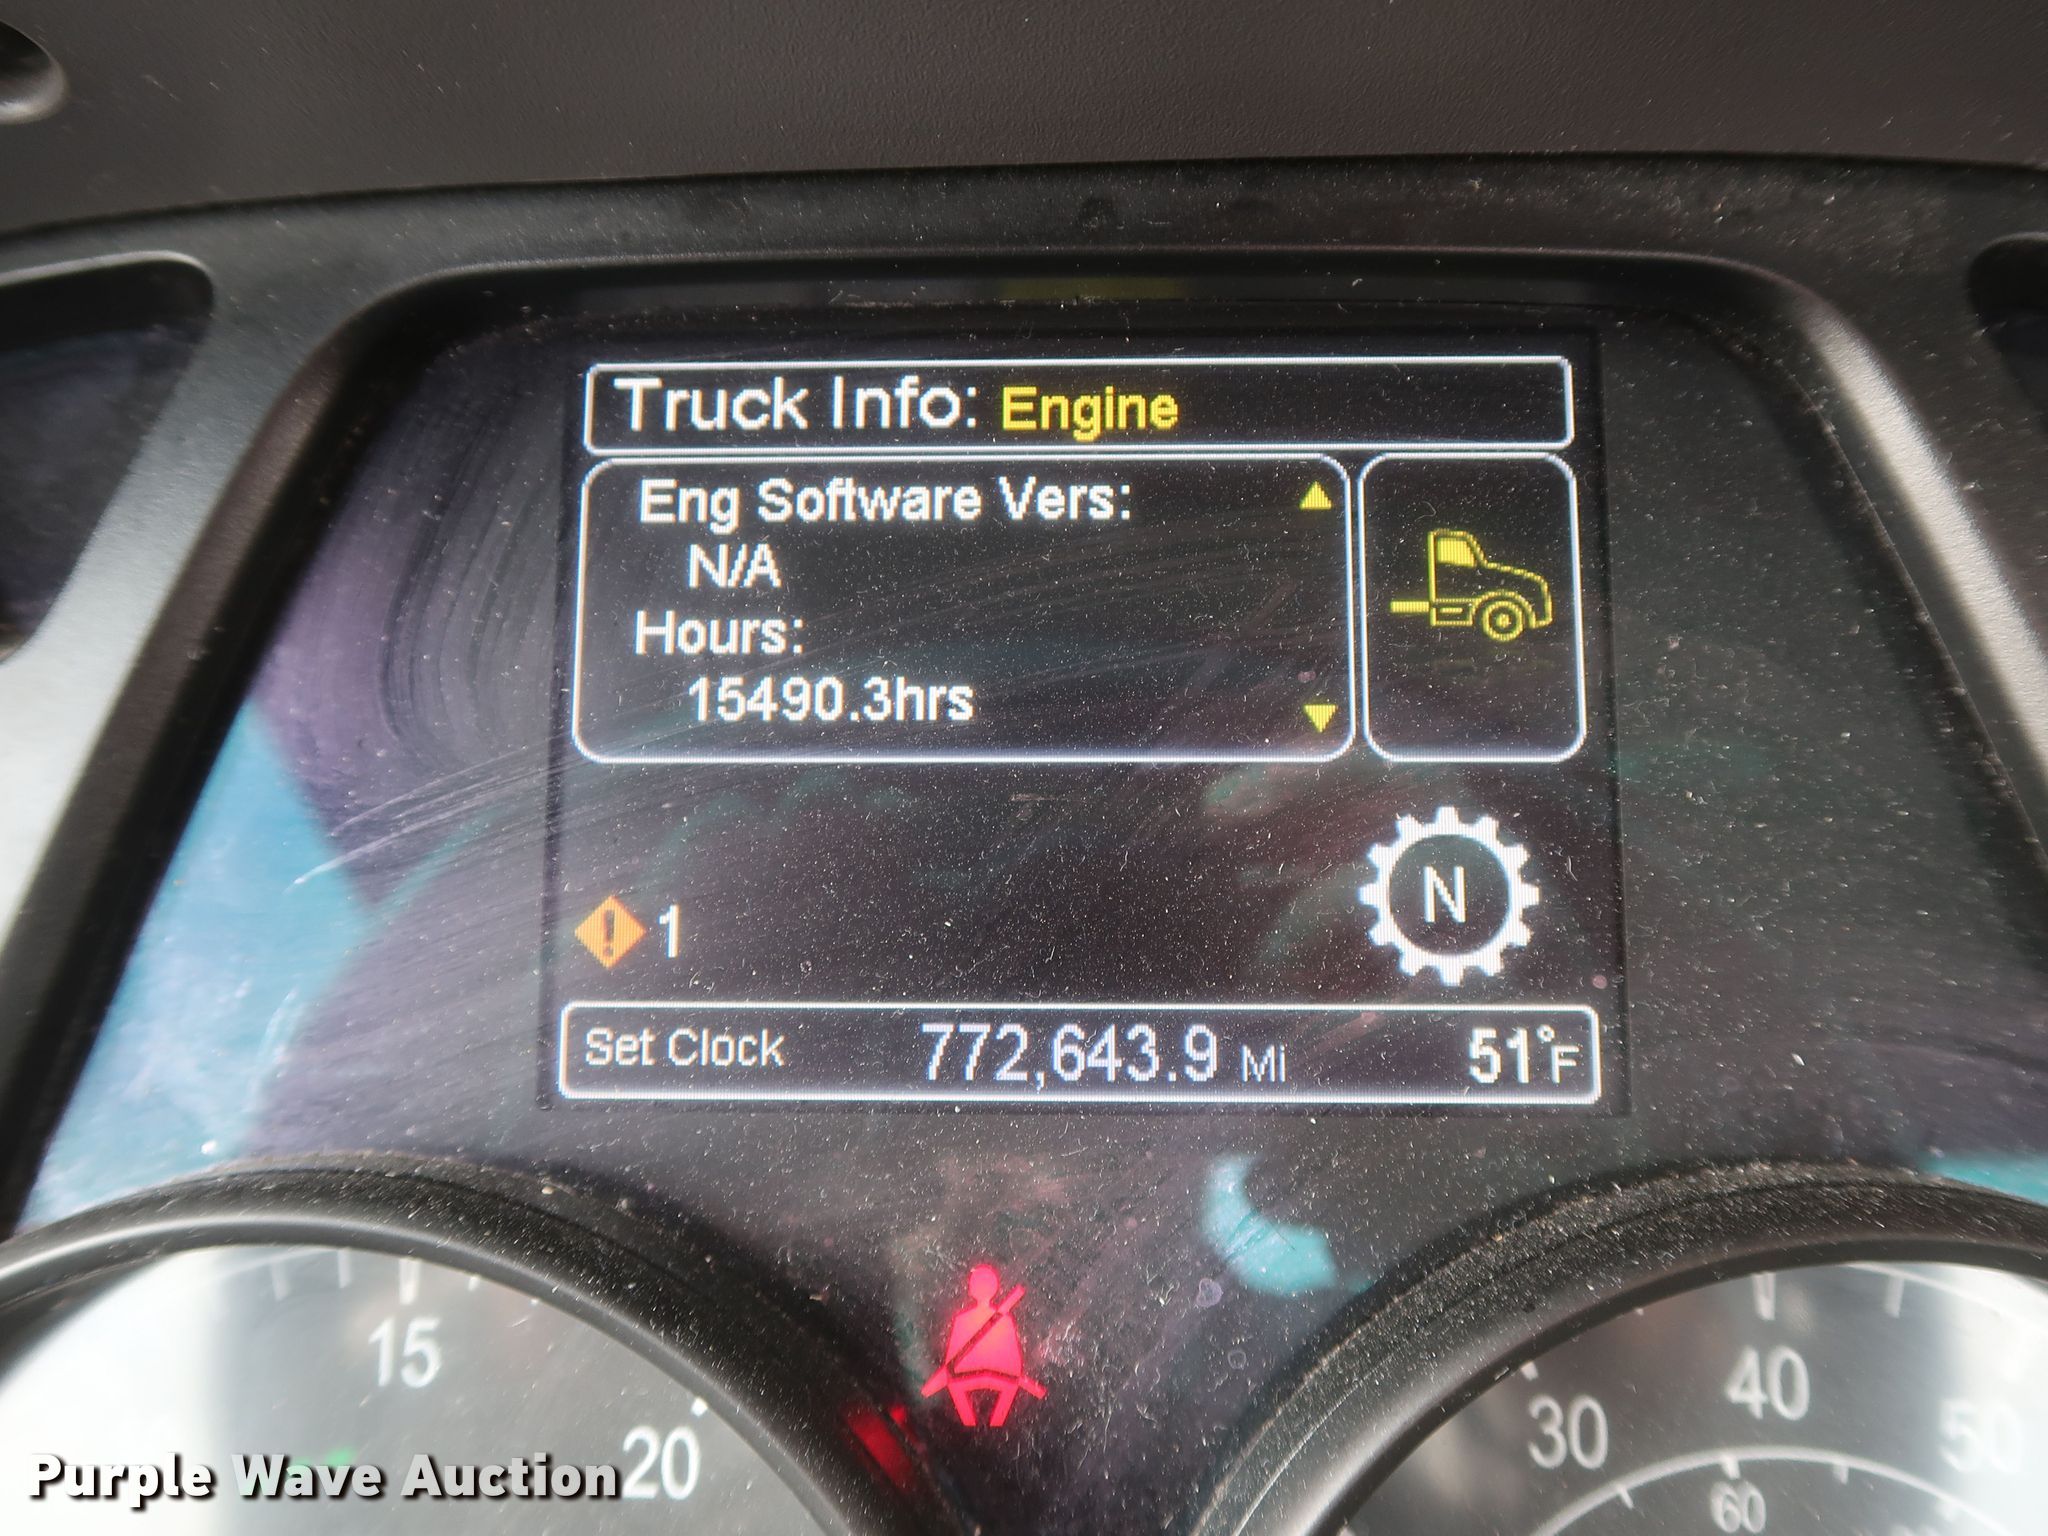 Truck Info: Engine
Eng Software Vers:
N/A
Hours:
15490.3hrs
! 1
N
Set Clock 772,643.9 Mi 51°F
15
20
30
40
50
60
Purple Wave Auction